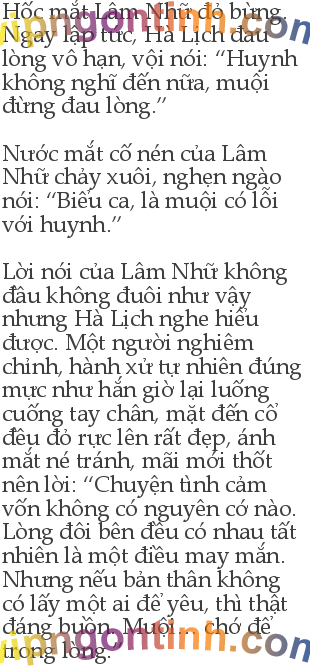 Hốc mắt Lâm Nhữ đỏ bừng.
Ngay lập tức, Hà Lịch đau
lòng vô hạn, vội nói: “Huynh
không nghĩ đến nữa, muội
đừng đau lòng.”
Nước mắt cố nén của Lâm
Nhữ chảy xuôi, nghẹn ngào
nói: “Biểu ca, là muội có lỗi
với huynh.”
Lời nói của Lâm Nhữ không
đầu không đuôi như vậy
nhưng Hà Lịch nghe hiểu
được. Một người nghiêm
chỉnh, hành xử tự nhiên đúng
mực như hắn giờ lại luống
cuống tay chân, mặt đến cổ
đều đỏ rực lên rất đẹp, ánh
mắt né tránh, mãi mới thốt
nên lời: “Chuyện tình cảm
vốn không có nguyên cớ nào.
Lòng đôi bên đều có nhau tất
nhiên là một điều may mắn.
Nhưng nếu bản thân không
có lấy một ai để yêu, thì thật
đáng buồn. Muội… chớ để
trong lòng.